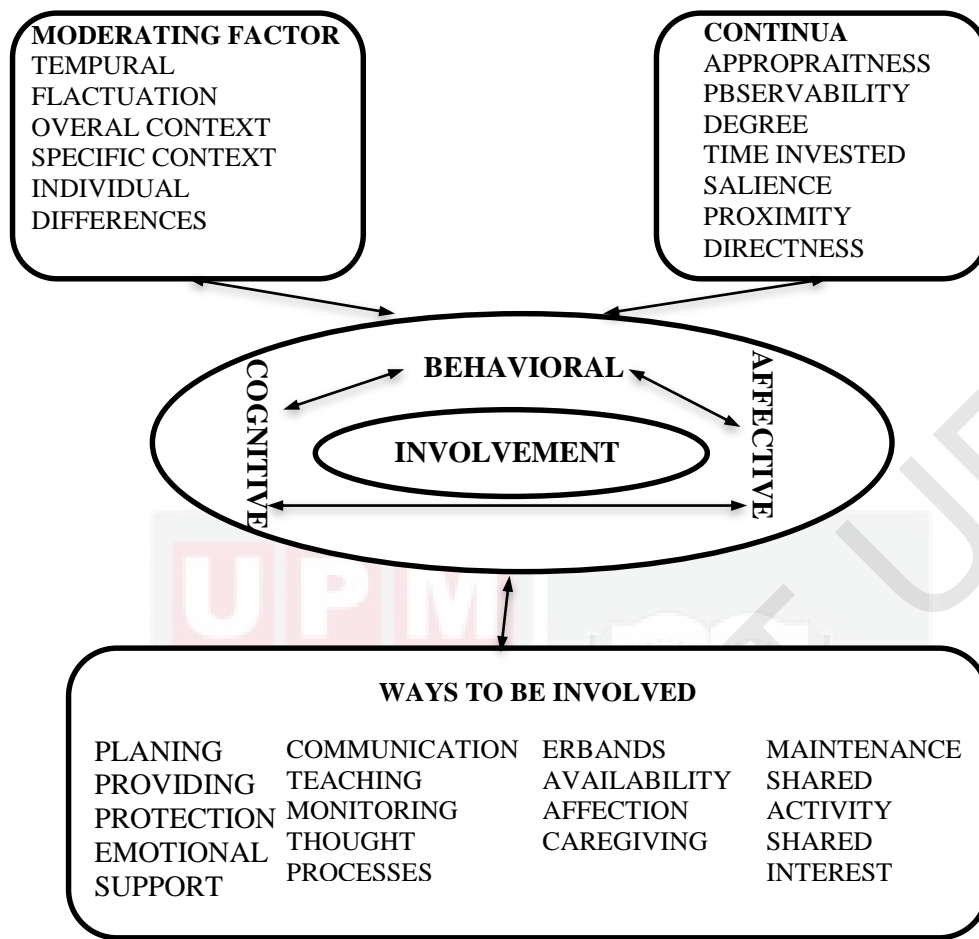 MODERATING FACTOR
TEMPURAL
FLACTUATION
OVERAL CONTEXT
SPECIFIC CONTEXT
INDIVIDUAL
DIFFERENCES
CONTINUA
APPROPRAITNESS
PBSERVABILITY
DEGREE
TIME INVESTED
SALIENCE
PROXIMITY
DIRECTNESS
BEHAVIORAL
COGNITIVE
AFFECTIVE
INVOLVEMENT
UPM
T UP
WAYS TO BE INVOLVED
PLANING
PROVIDING
PROTECTION
EMOTIONAL
SUPPORT
COMMUNICATION
TEACHING
MONITORING
THOUGHT
PROCESSES
ERBANDS
AVAILABILITY
AFFECTION
CAREGIVING
MAINTENANCE
SHARED
ACTIVITY
SHARED
INTEREST